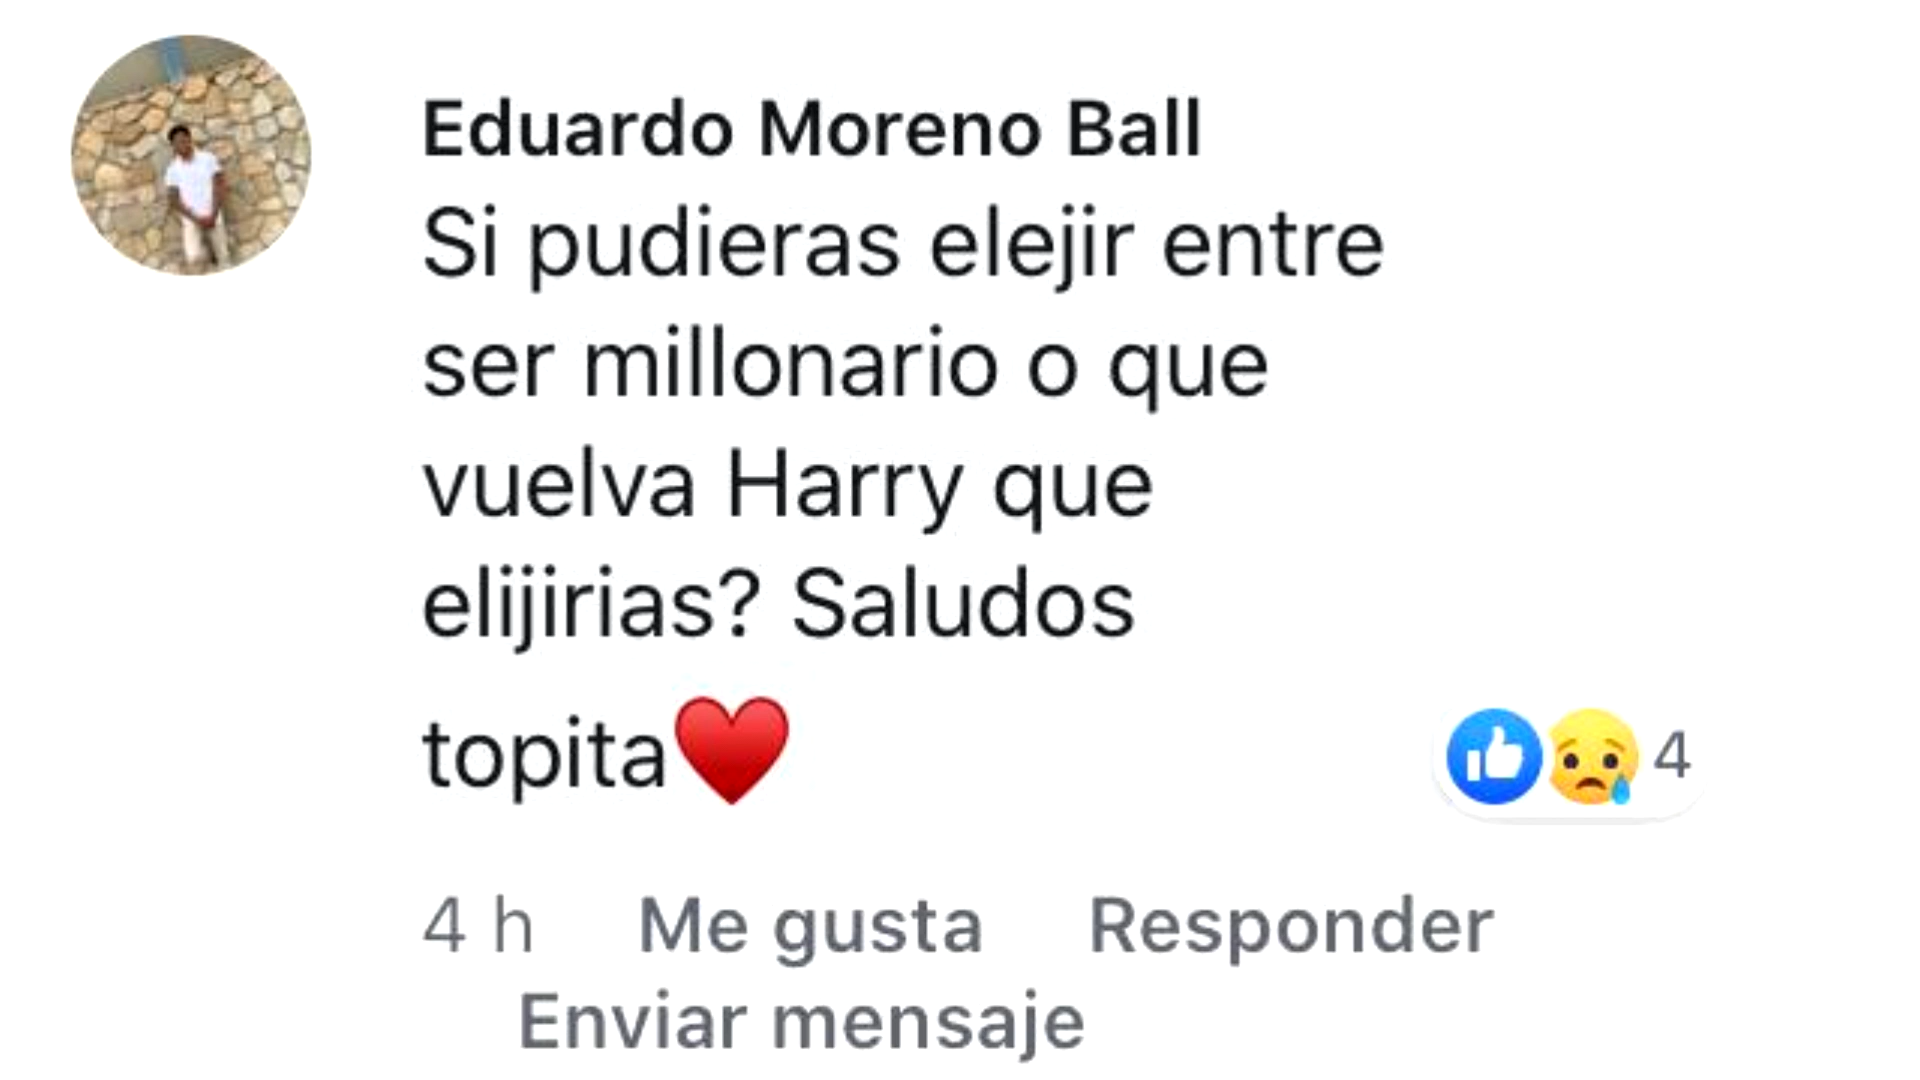 Eduardo Moreno Ball
Si pudieras elejir entre
ser millonario o que
vuelva Harry que
elijirias? Saludos
topita❤️
4
4 h Me gusta Responder
Enviar mensaje